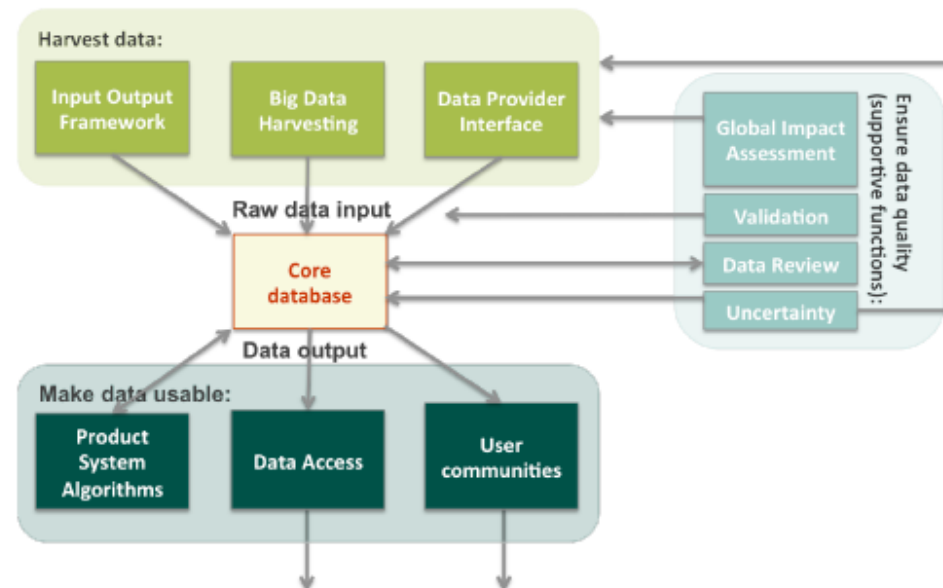 Harvest data:
Input Output
Framework
Big Data
Harvesting
Data Provider
Interface
Raw data input
Core
database
Data output
Make data usable:
Product
System
Algorithms
Data Access
User
communities
Global Impact
Assessment
Validation
Data Review
Uncertainty
Ensure data quality
(supportive functions):